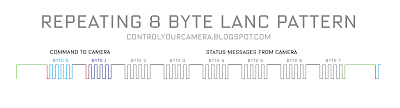 REPEATING 8 BYTE LANC PATTERN
CONTROLYOURCAMERA.BLOGSPOT.COM
COMMAND TO CAMERA STATUS MESSAGES FROM CAMERA
BYTE 0 BYTE 1 BYTE 2 BYTE 3 BYTE 4 BYTE 5 BYTE 6 BYTE 7